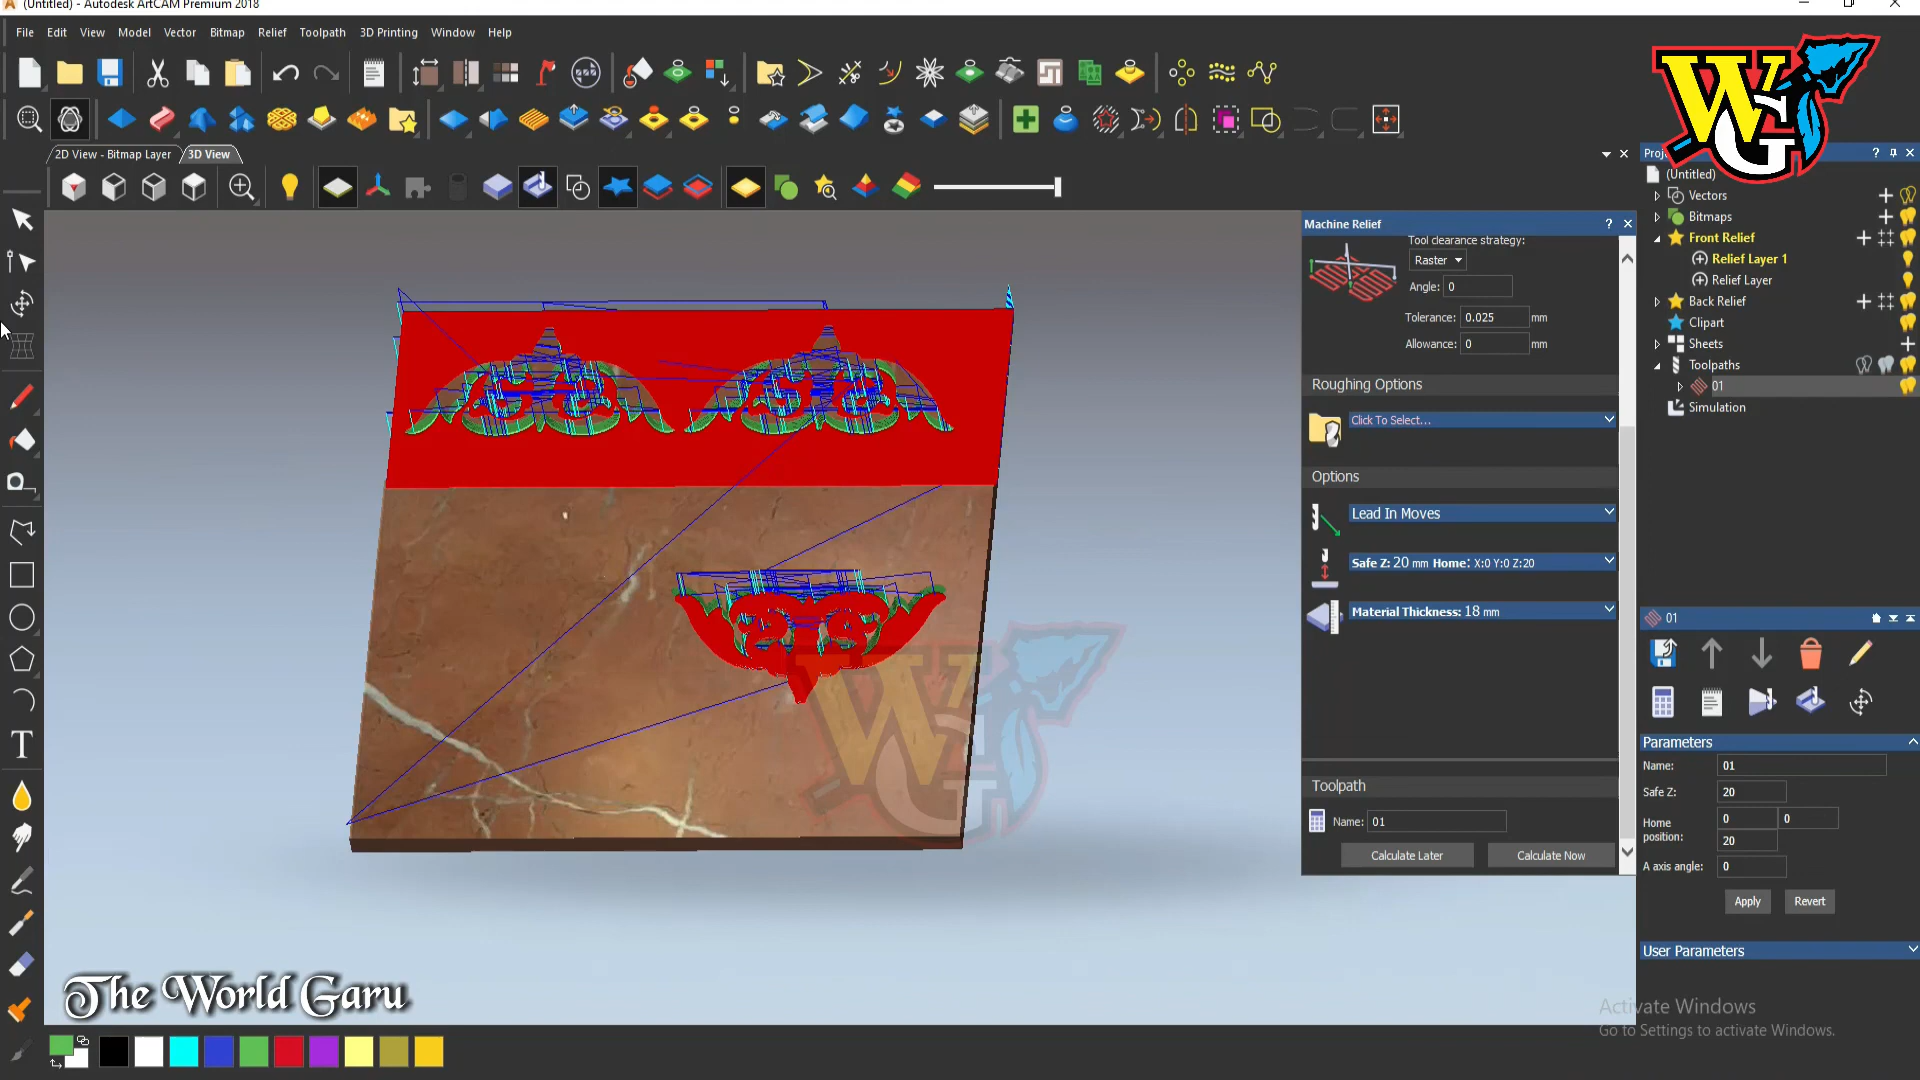 (Untitled) - Autodesk ArtCAM Premium 2018
File Edit View Model Vector Bitmap Relief Toolpath 3D Printing Window Help
2D View - Bitmap Layer 3D View
WG
Proj
(Untitled)
Vectors
Bitmaps
Front Relief
Relief Layer 1
Relief Layer
Back Relief
Clipart
Sheets
Toolpaths
01
Simulation
Machine Relief
Tool clearance strategy:
Raster
Angle: 0
Tolerance: 0.025 mm
Allowance: 0 mm
Roughing Options
Click To Select...
Options
Lead In Moves
Safe Z: 20 mm Home: X:0 Y:0 Z:20
Material Thickness: 18 mm
Toolpath
Name: 01
Calculate Later Calculate Now
01
Parameters
Name: 01
Safe Z: 20
Home position: 0 0
20
A axis angle: 0
Apply Revert
User Parameters
WG
The World Garu
Activate Windows
Go to Settings to activate Windows.